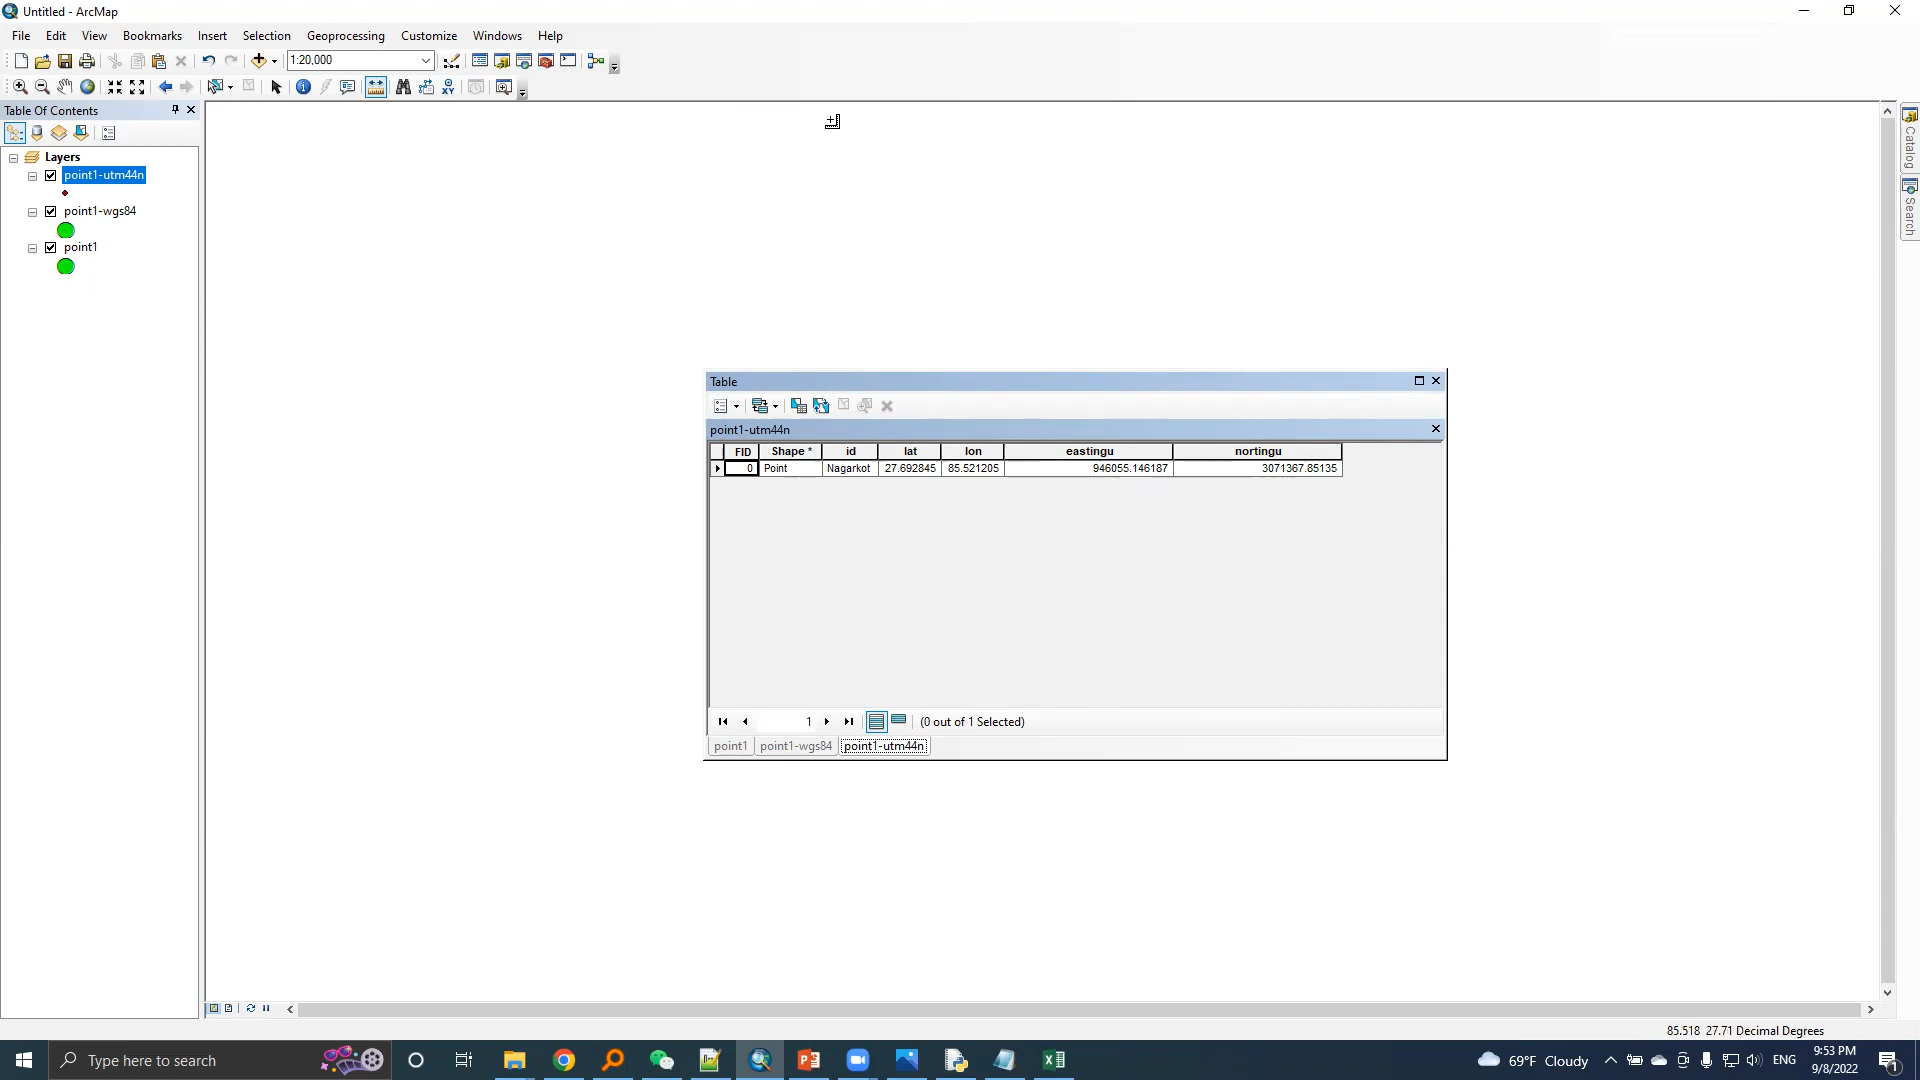 Untitled - ArcMap
File Edit View Bookmarks Insert Selection Geoprocessing Customize Windows Help
1:20,000
Table Of Contents
Layers
point1-utm44n
point1-wgs84
point1
Table
point1-utm44n
FID Shape * id lat lon eastingu nortingu
0 Point Nagarkot 27.692845 85.521205 946055.146187 3071367.85135
1 (0 out of 1 Selected)
point1 point1-wgs84 point1-utm44n
Catalog
Search
85.518 27.71 Decimal Degrees
Type here to search
69°F Cloudy
ENG
9:53 PM
9/8/2022
1